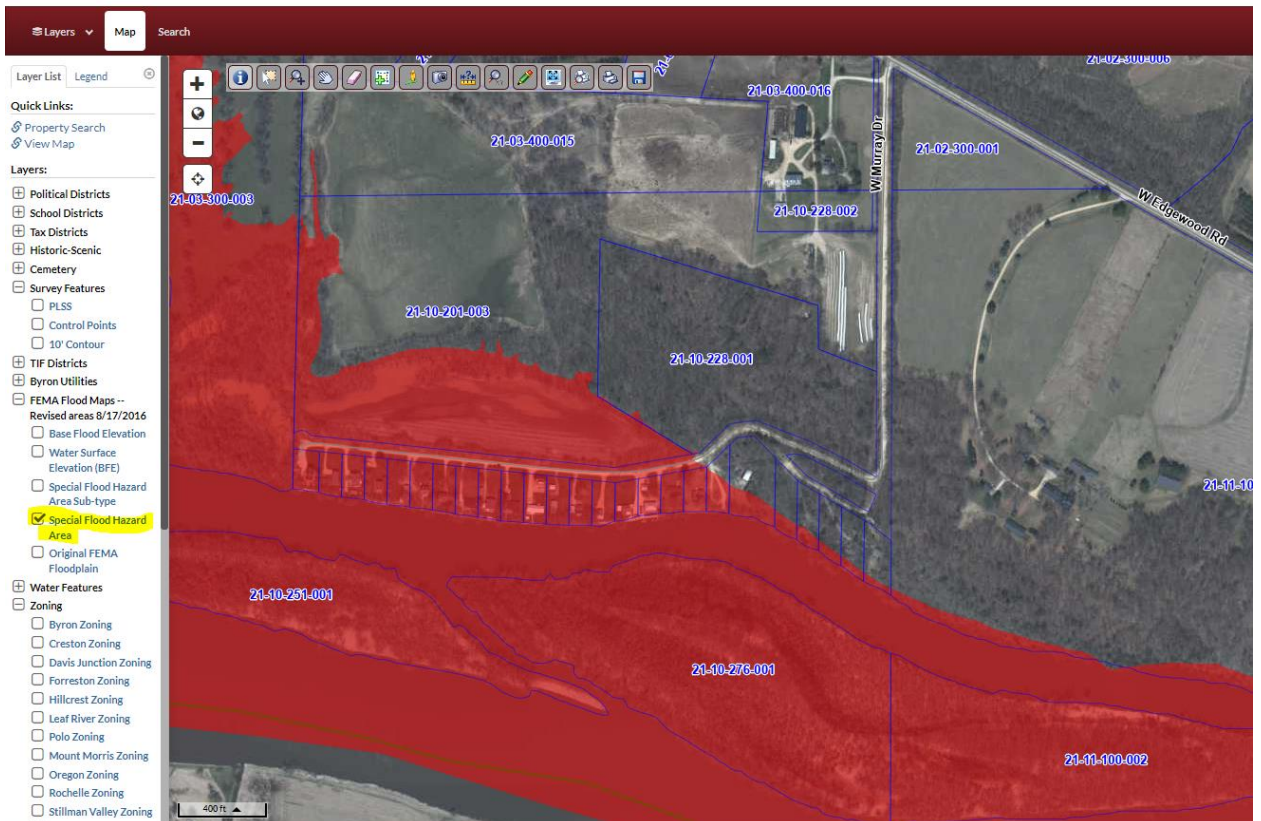 Layers
Map
Search
Layer List
Legend
Quick Links:
Property Search
View Map
Layers:
Political Districts
School Districts
Tax Districts
Historic-Scenic
Cemetery
Survey Features
PLSS
Control Points
10' Contour
TIF Districts
Byron Utilities
FEMA Flood Maps --
Revised areas 8/17/2016
Base Flood Elevation
Water Surface
Elevation (BFE)
Special Flood Hazard
Area Sub-type
Special Flood Hazard
Area
Original FEMA
Floodplain
Water Features
Zoning
Byron Zoning
Creston Zoning
Davis Junction Zoning
Forreston Zoning
Hillcrest Zoning
Leaf River Zoning
Polo Zoning
Mount Morris Zoning
Oregon Zoning
Rochelle Zoning
Stillman Valley Zoning
21-02-300-006
21-03-400-016
21-03-400-015
W Murray Dr
21-02-300-001
21-03-300-003
21-10-228-002
W Edgewood Rd
21-10-201-003
21-10-228-001
21-11-10
21-10-251-001
21-10-276-001
21-11-100-002
400 ft